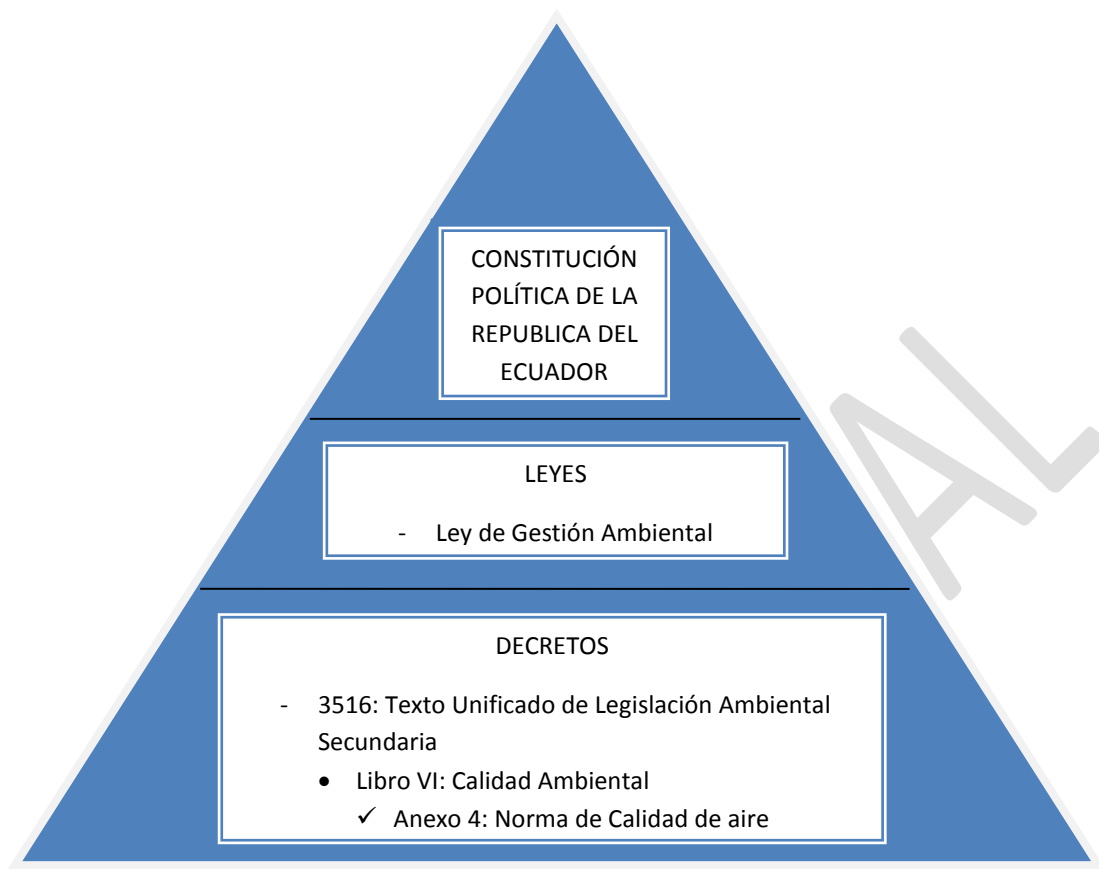 CONSTITUCIÓN
POLÍTICA DE LA
REPUBLICA DEL
ECUADOR
LEYES
- Ley de Gestión Ambiental
DECRETOS
- 3516: Texto Unificado de Legislación Ambiental
Secundaria
• Libro VI: Calidad Ambiental
✓ Anexo 4: Norma de Calidad de aire
AL